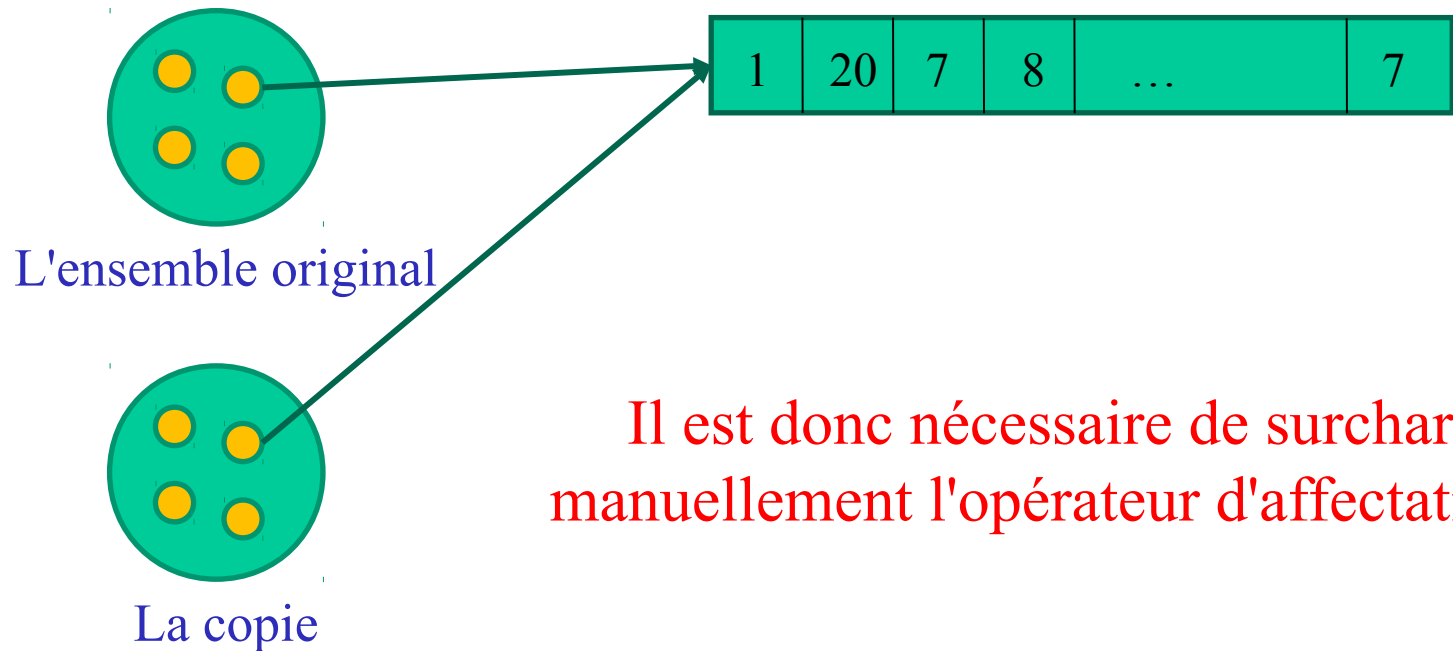 1 20 7 8 ... 7
L'ensemble original
Il est donc nécessaire de surchar
manuellement l'opérateur d'affectat
La copie